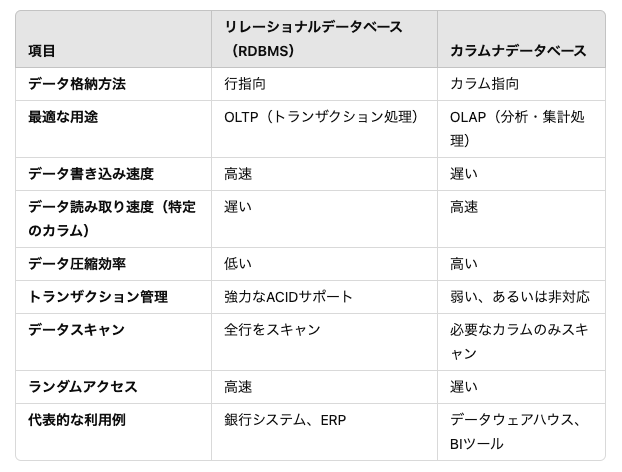 項目
リレーショナルデータベース
（RDBMS）
カラムナデータベース
データ格納方法
行指向
カラム指向
最適な用途
OLTP（トランザクション処理）
OLAP（分析・集計処
理）
データ書き込み速度
高速
遅い
データ読み取り速度（特定
のカラム）
遅い
高速
データ圧縮効率
低い
高い
トランザクション管理
強力なACIDサポート
弱い、あるいは非対応
データスキャン
全行をスキャン
必要なカラムのみスキ
ャン
ランダムアクセス
高速
遅い
代表的な利用例
銀行システム、ERP
データウェアハウス、
BIツール